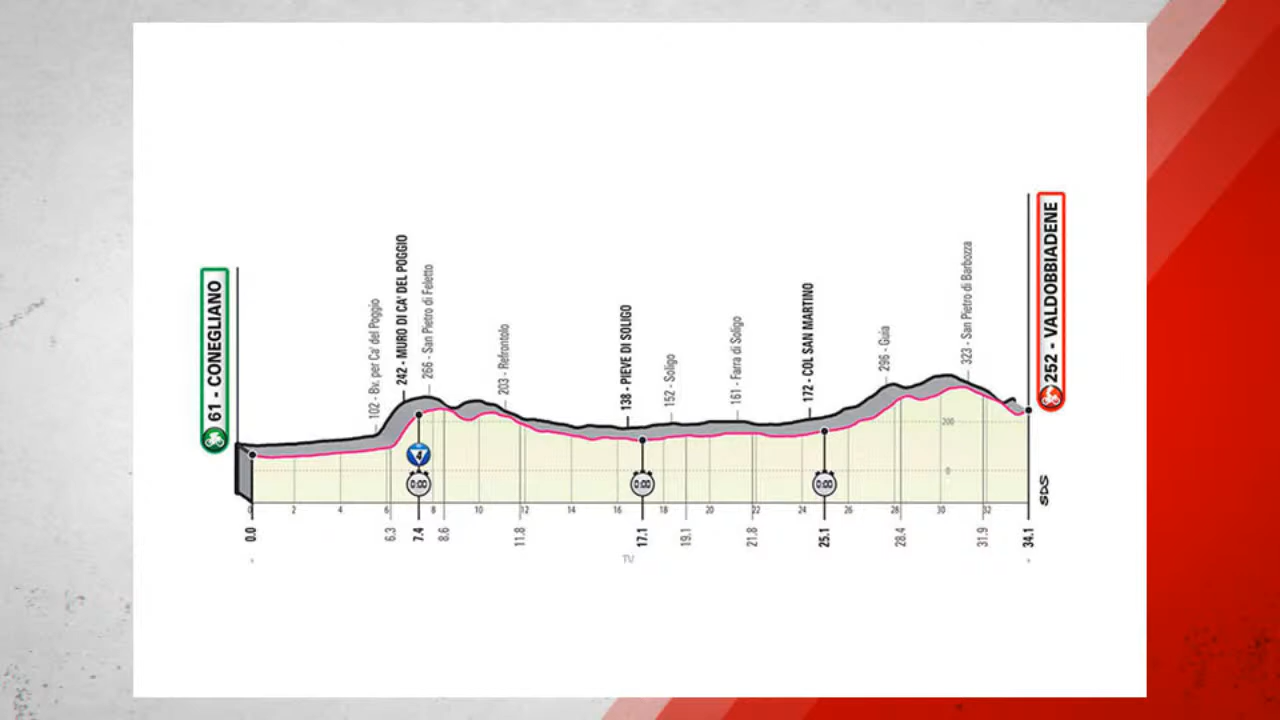 61 - CONEGLIANO
102 - Bv. per Ca' del Poggio
242 - MURO DI CA' DEL POGGIO
266 - San Pietro di Feletto
203 - Refrontolo
138 - PIEVE DI SOLIGO
152 - Soligo
161 - Farra di Soligo
172 - COL SAN MARTINO
296 - Guia
323 - San Pietro di Barbozza
252 - VALDOBBIADENE
200
0
4
0:00 0:00 0:00
SDS
0 2 4 6 8 10 12 14 16 18 20 22 24 26 28 30 32
0.0 6.3 7.4 8.6 11.8 17.1 19.1 21.8 25.1 28.4 31.9 34.1
TV